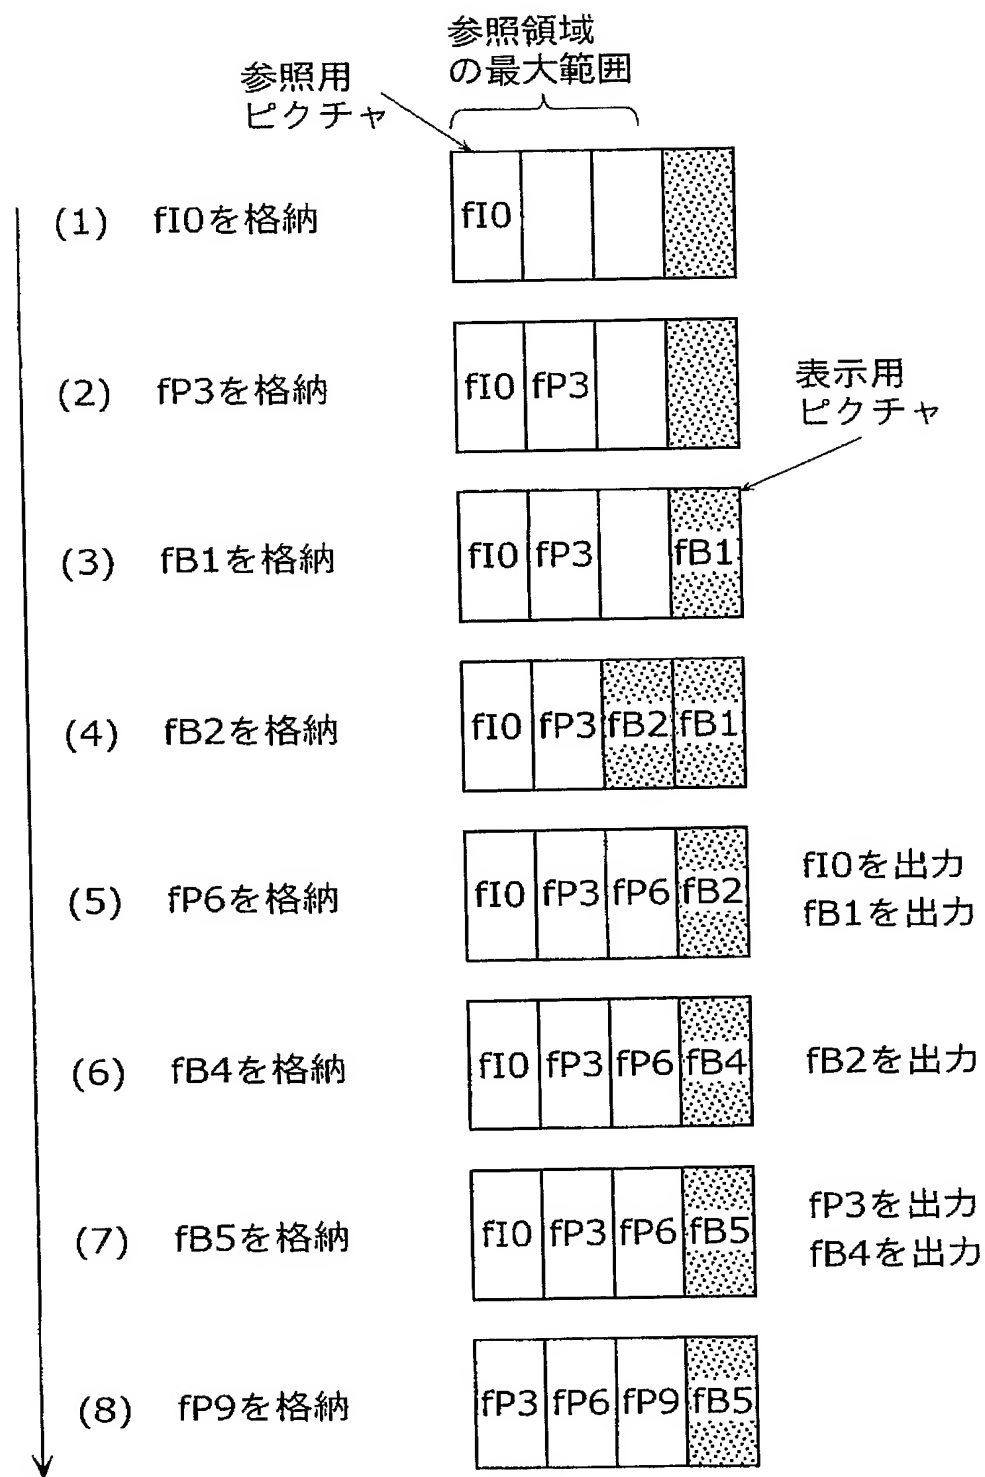 参照領域
の最大範囲
参照用
ピクチャ
(1) fI0を格納
fI0
(2) fP3を格納
fI0 fP3
表示用
ピクチャ
(3) fB1を格納
fI0 fP3 fB1
(4) fB2を格納
fI0 fP3 fB2 fB1
(5) fP6を格納
fI0 fP3 fP6 fB2
fI0を出力
fB1を出力
(6) fB4を格納
fI0 fP3 fP6 fB4
fB2を出力
(7) fB5を格納
fI0 fP3 fP6 fB5
fP3を出力
fB4を出力
(8) fP9を格納
fP3 fP6 fP9 fB5